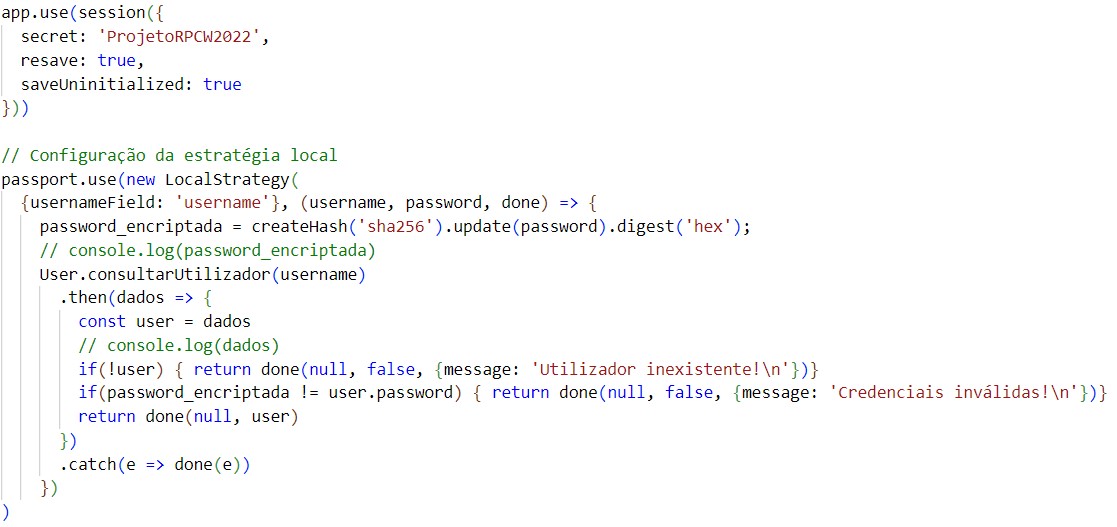 app.use(session({
  secret: 'ProjetoRPCW2022',
  resave: true,
  saveUninitialized: true
}))

// Configuração da estratégia local
passport.use(new LocalStrategy(
  {usernameField: 'username'}, (username, password, done) => {
    password_encriptada = createHash('sha256').update(password).digest('hex');
    // console.log(password_encriptada)
    User.consultarUtilizador(username)
      .then(dados => {
        const user = dados
        // console.log(dados)
        if(!user) { return done(null, false, {message: 'Utilizador inexistente!\n'})}
        if(password_encriptada != user.password) { return done(null, false, {message: 'Credenciais inválidas!\n'})}
        return done(null, user)
      })
      .catch(e => done(e))
    })
)